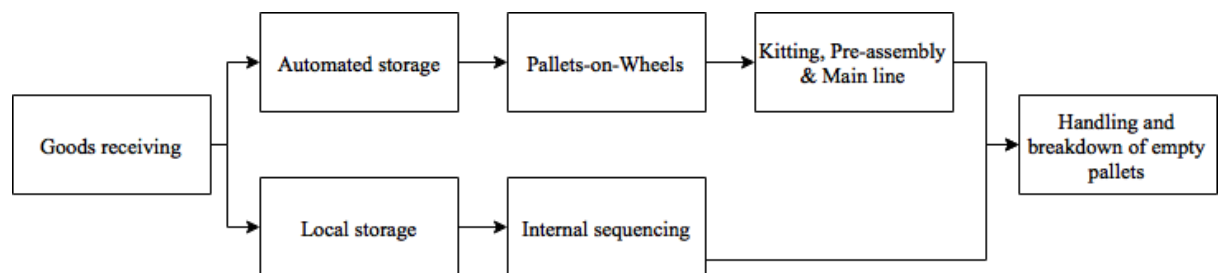 Automated storage
Pallets-on-Wheels
Kitting, Pre-assembly
& Main line
Goods receiving
Handling and
breakdown of empty
pallets
Local storage
Internal sequencing